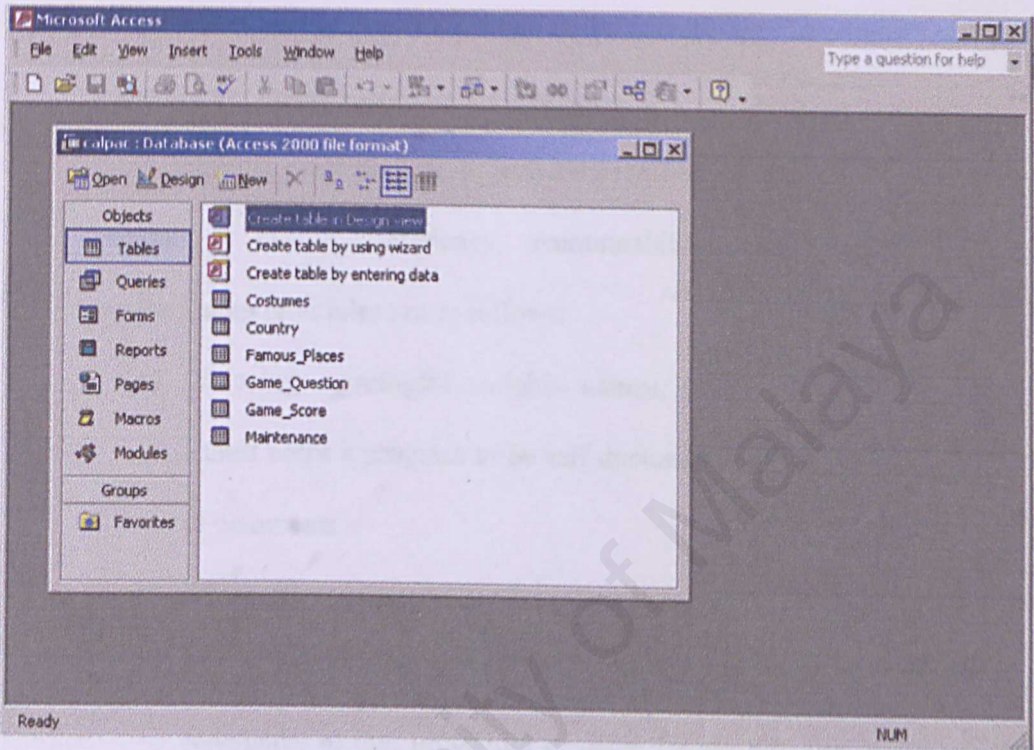 Microsoft Access
File Edit View Insert Tools Window Help
Type a question for help
calpac : Database (Access 2000 file format)
Open Design New
Objects
Tables
Queries
Forms
Reports
Pages
Macros
Modules
Groups
Favorites
Create table in Design view
Create table by using wizard
Create table by entering data
Costumes
Country
Famous_Places
Game_Question
Game_Score
Maintenance
Ready
NUM
of Malaya